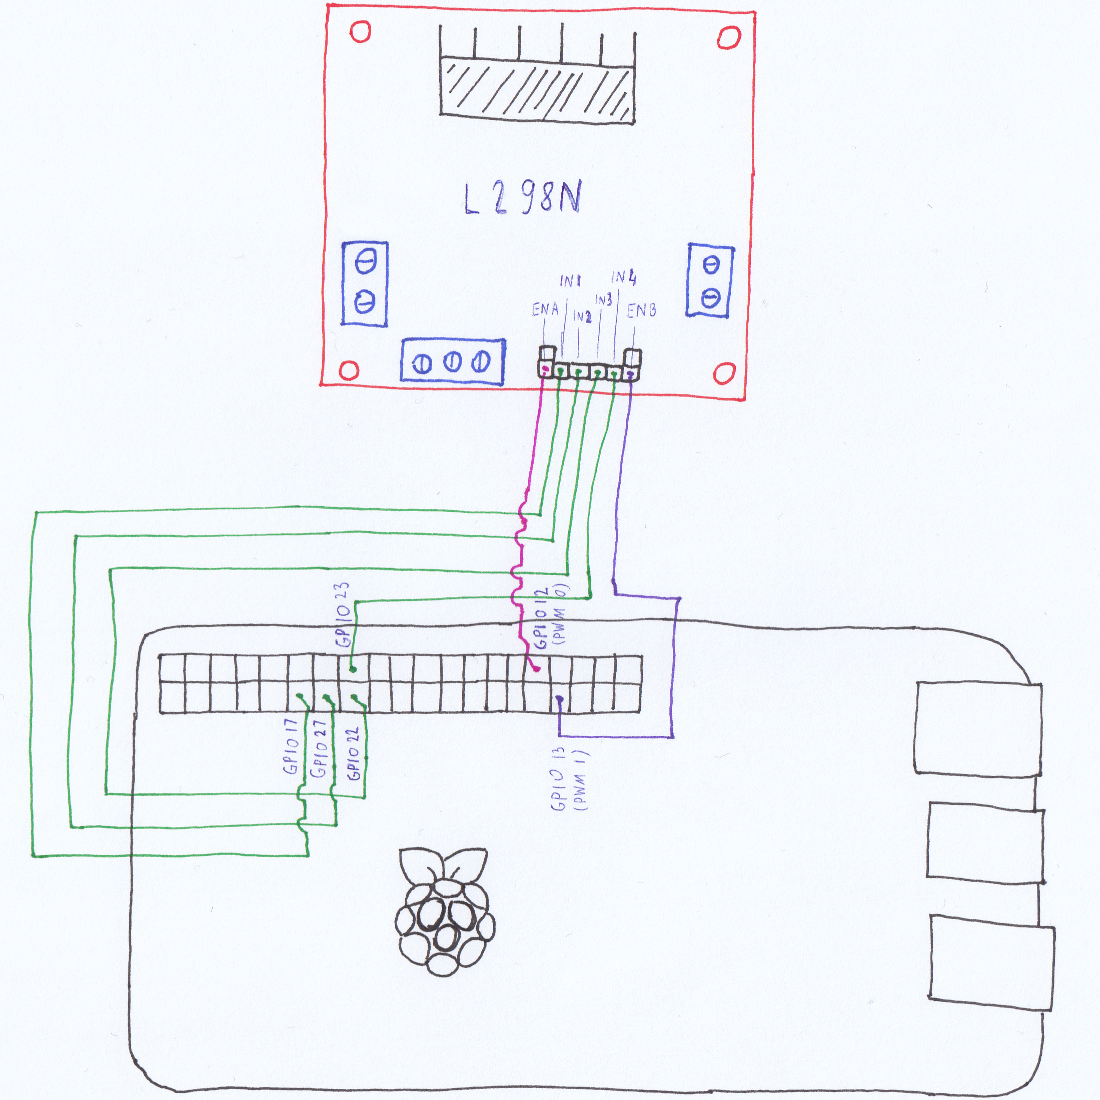 L298N
IN1
IN4
ENA
IN2
IN3
ENB
GPIO 23
GPIO 12
(PWM 0)
GPIO 17
GPIO 27
GPIO 22
GPIO 13
(PWM 1)